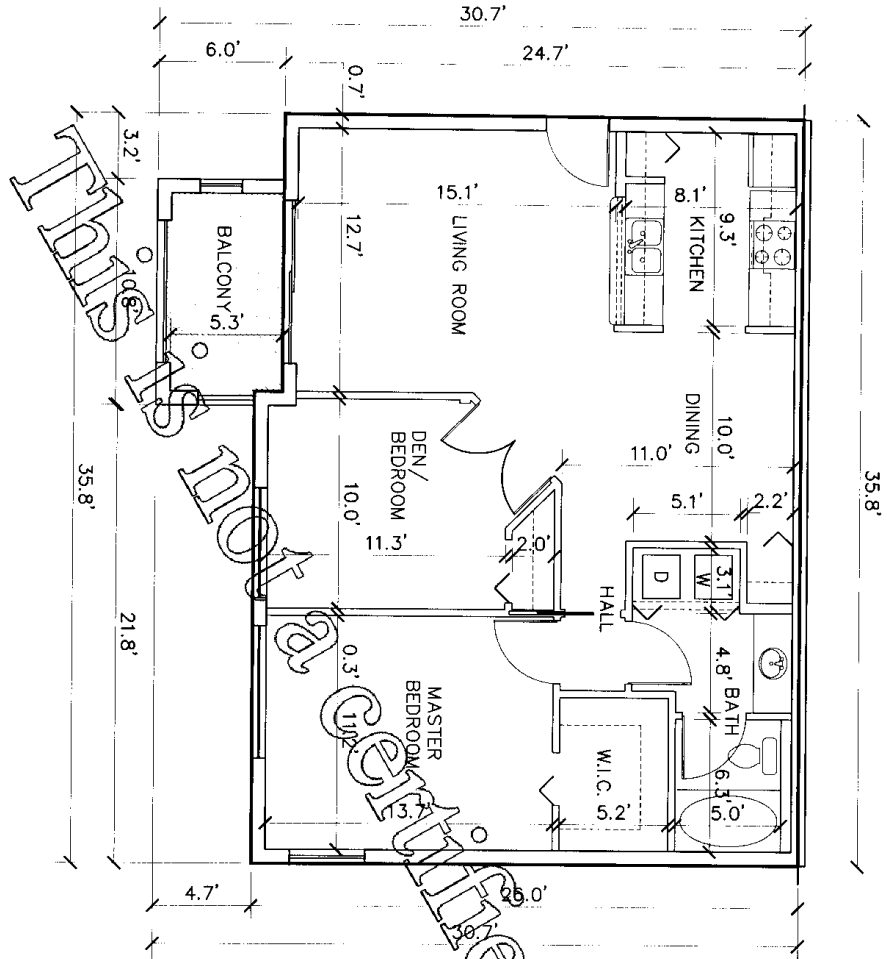 30.7'
6.0'
24.7'
0.7'
3.2'
15.1'
8.1'
12.7'
LIVING ROOM
KITCHEN
9.3'
BALCONY
5.3'
DINING
10.0'
11.0'
DEN/
BEDROOM
10.0'
11.3'
2.0'
5.1'
2.2'
35.8'
35.8'
21.8'
D
W
3.1'
HALL
4.8'
BATH
0.3'
MASTER
BEDROOM
11.2'
W.I.C.
6.3'
13.7'
5.2'
5.0'
4.7'
26.0'
30.7'
This is not a certifie